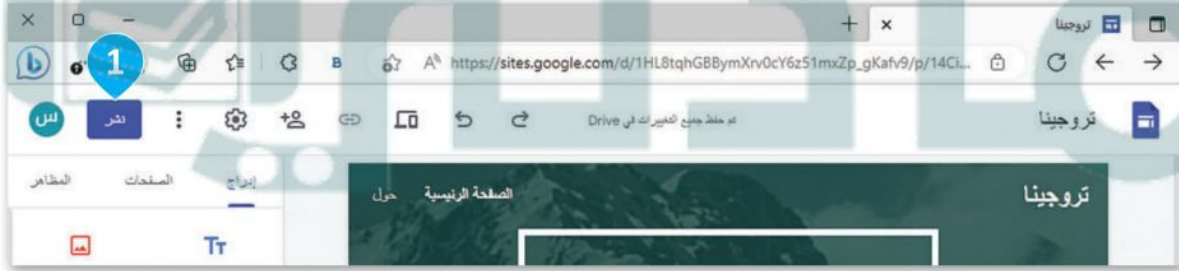 تروجينا
https://sites.google.com/d/1HL8tqhGBBymXrv0cY6z51mxZp_gKafv9/p/14Ci...
B
1
تروجينا
تم حفظ جميع التغييرات في Drive
نشر
س
إدراج
الصفحات
المظاهر
تروجينا
الصفحة الرئيسية
حول